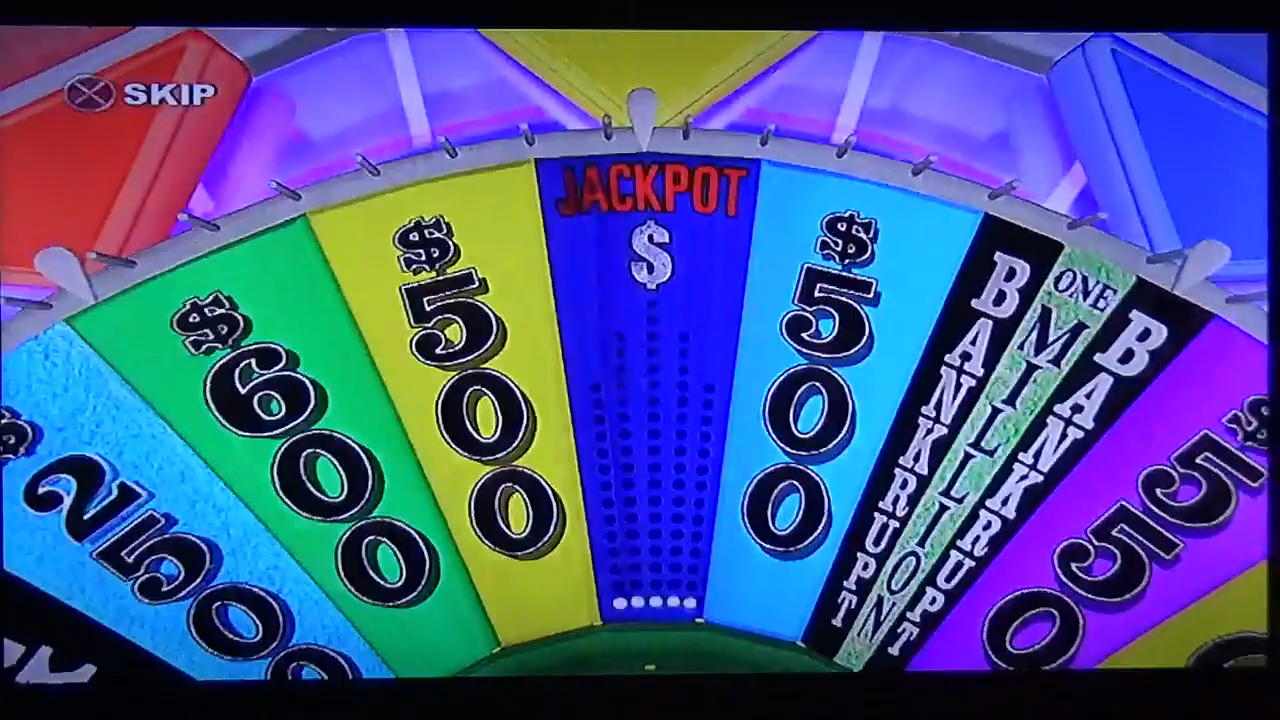 SKIP
$2500
$600
$500
JACKPOT
$
$500
BANKRUPT
ONE MILLION
BANKRUPT
$550